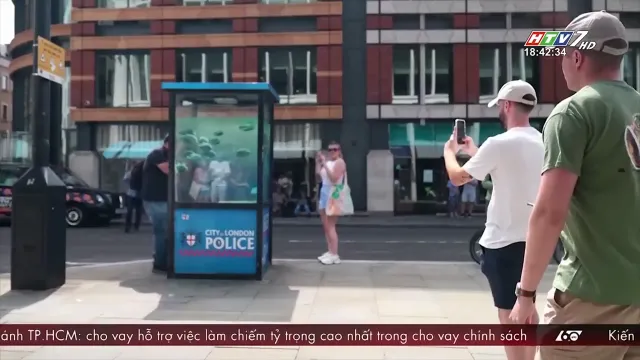 HTV7 HD
18:42:34
CITY OF LONDON
POLICE
ánh TP.HCM: cho vay hỗ trợ việc làm chiếm tỷ trọng cao nhất trong cho vay chính sách
60
Kiến